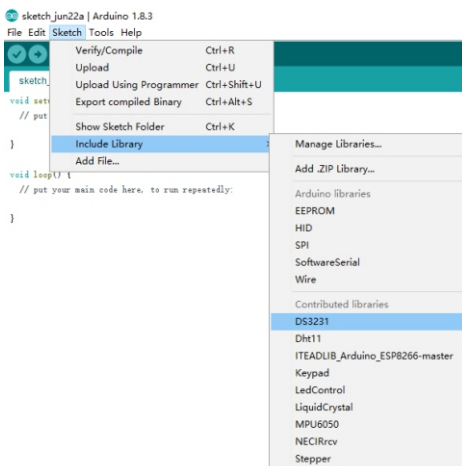 sketch_jun22a | Arduino 1.8.3
File Edit Sketch Tools Help
Verify/Compile Ctrl+R
Upload Ctrl+U
Upload Using Programmer Ctrl+Shift+U
Export compiled Binary Ctrl+Alt+S
Show Sketch Folder Ctrl+K
Include Library
Add File...
sketch_
void setu
// put
}
void loop() {
// put your main code here, to run repeatedly:
}
Manage Libraries...
Add .ZIP Library...
Arduino libraries
EEPROM
HID
SPI
SoftwareSerial
Wire
Contributed libraries
DS3231
Dht11
ITEADLIB_Arduino_ESP8266-master
Keypad
LedControl
LiquidCrystal
MPU6050
NECIRrcv
Stepper